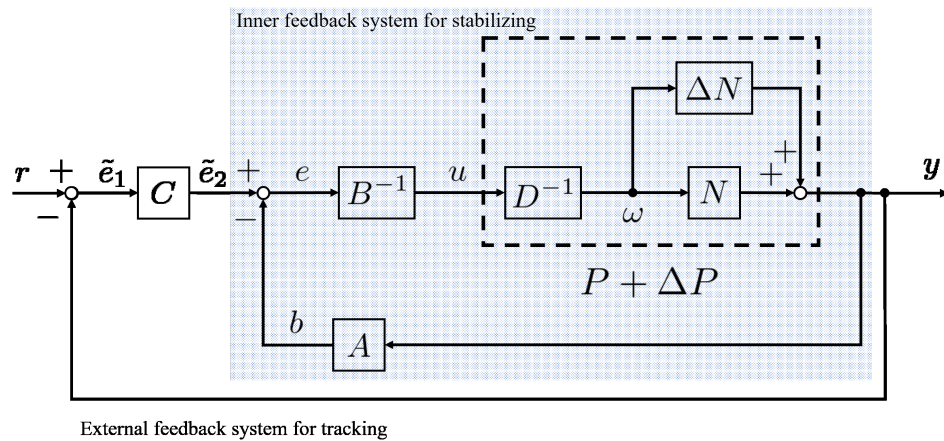 Inner feedback system for stabilizing
ΔN
r + ẽ₁ C ẽ₂ + e B⁻¹ u D⁻¹ ω N + + y
− −
P + ΔP
b A
External feedback system for tracking